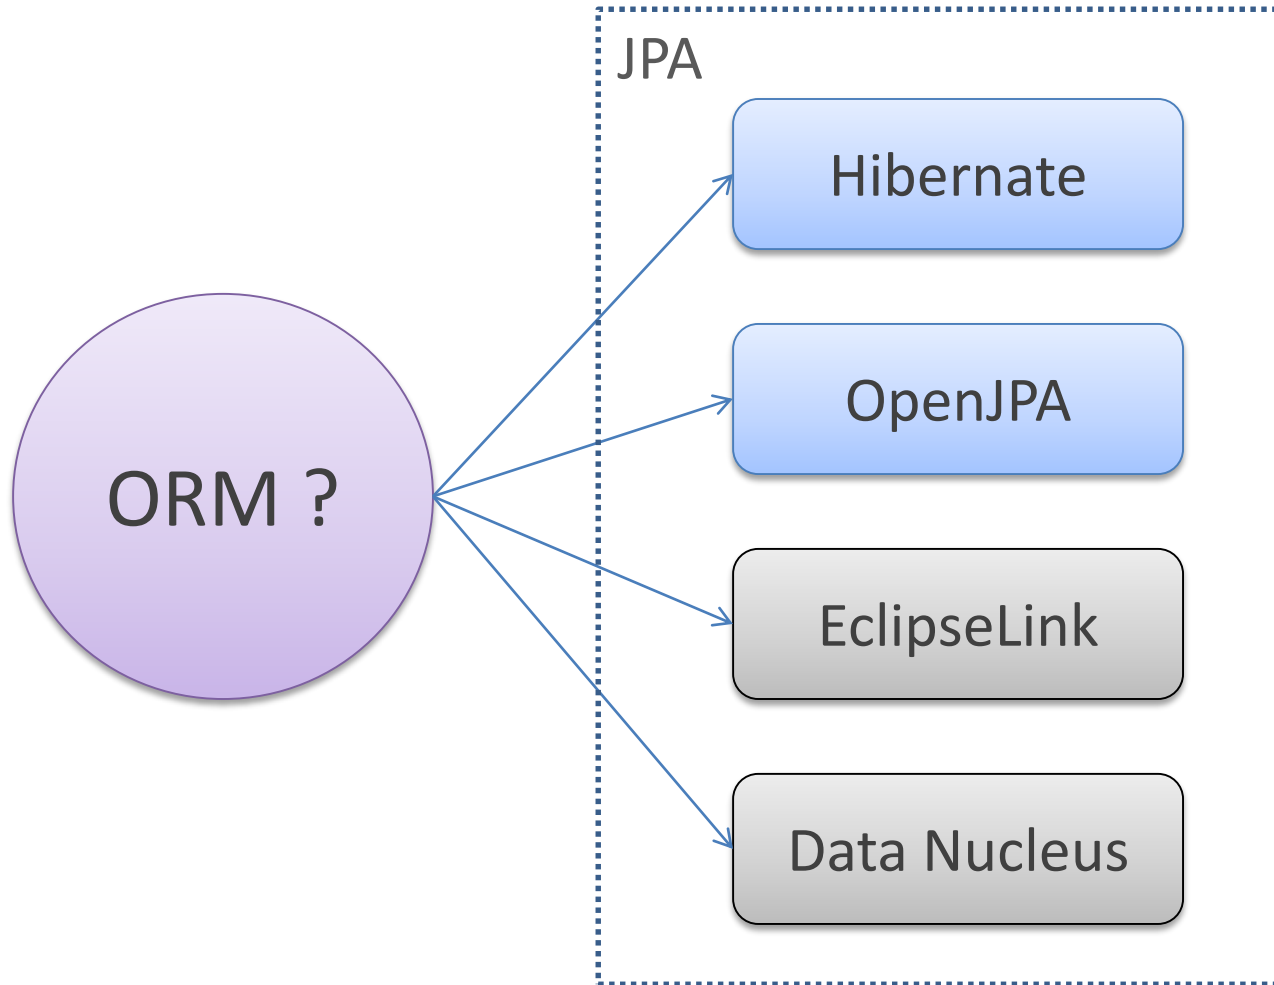 JPA
Hibernate
OpenJPA
ORM ?
EclipseLink
Data Nucleus